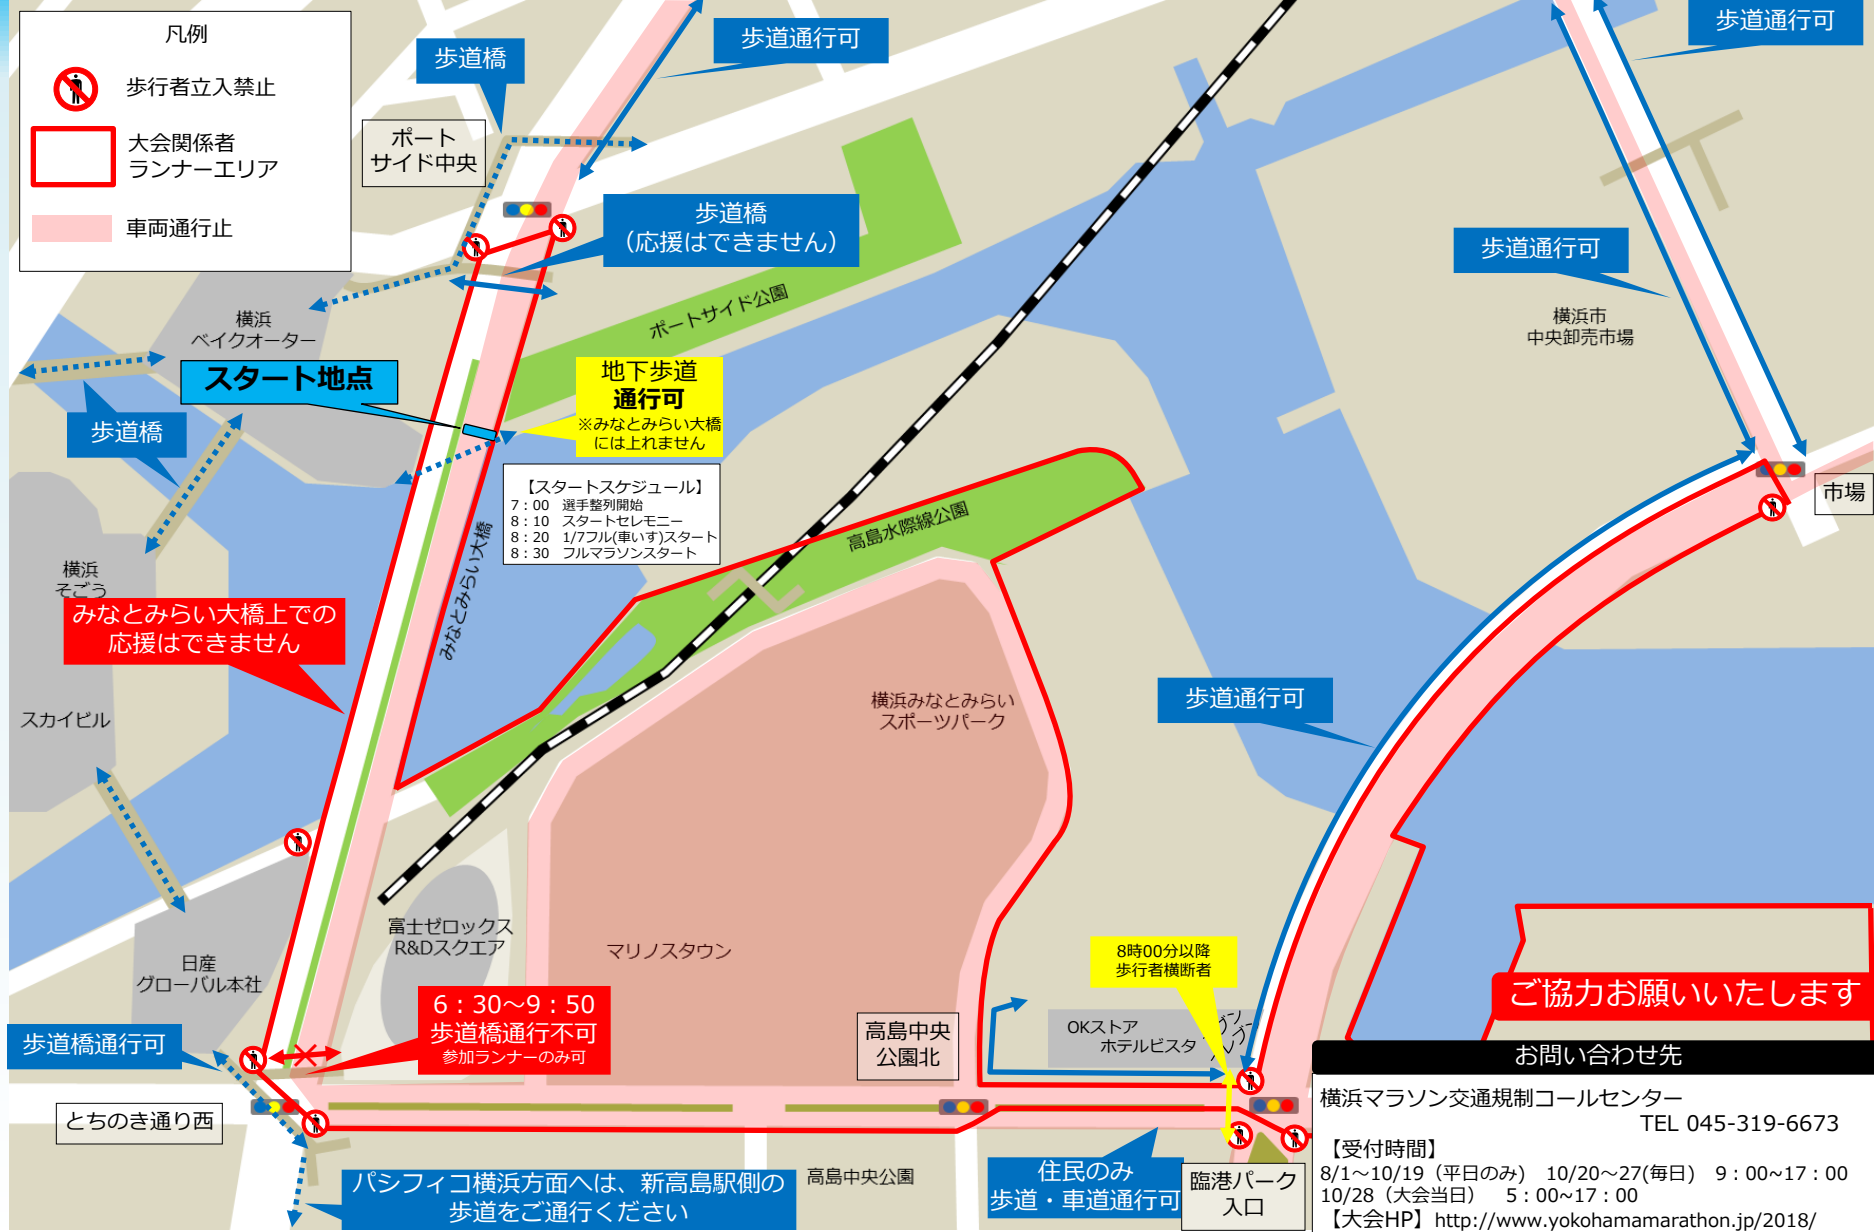 凡例
歩行者立入禁止
大会関係者
ランナーエリア
車両通行止
歩道橋
歩道通行可
歩道通行可
ポート
サイド中央
歩道橋
（応援はできません）
歩道通行可
横浜
ベイクオーター
ポートサイド公園
横浜市
中央卸売市場
スタート地点
地下歩道
通行可
※みなとみらい大橋
には上れません
歩道橋
【スタートスケジュール】
7：00 選手整列開始
8：10 スタートセレモニー
8：20 1/7フル(車いす)スタート
8：30 フルマラソンスタート
市場
高島水際線公園
みなとみらい大橋
横浜
そごう
みなとみらい大橋上での
応援はできません
スカイビル
横浜みなとみらい
スポーツパーク
歩道通行可
富士ゼロックス
R&Dスクエア
マリノスタウン
日産
グローバル本社
8時00分以降
歩行者横断者
ご協力お願いいたします
6：30～9：50
歩道橋通行不可
参加ランナーのみ可
高島中央
公園北
OKストア
ホテルビスタ
歩道橋通行可
とちのき通り西
お問い合わせ先
横浜マラソン交通規制コールセンター
TEL 045-319-6673
【受付時間】
8/1～10/19（平日のみ） 10/20～27(毎日) 9：00~17：00
10/28（大会当日） 5：00~17：00
【大会HP】http://www.yokohamamarathon.jp/2018/
パシフィコ横浜方面へは、新高島駅側の
歩道をご通行ください
高島中央公園
住民のみ
歩道・車道通行可
臨港パーク
入口